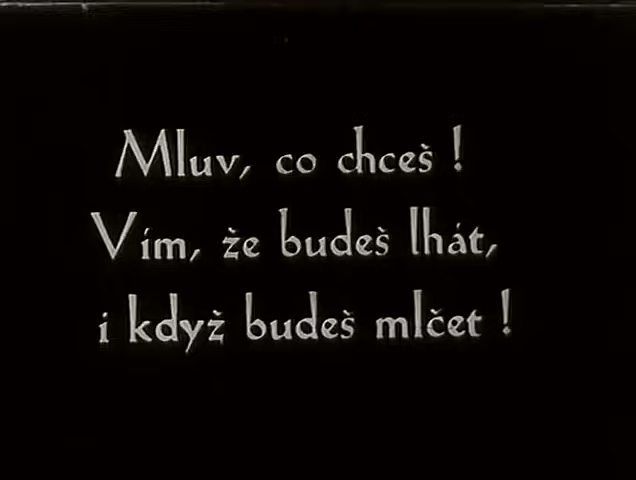 Mluv, co chceš !
Vím, že budeš lhát,
i když budeš mlčet !